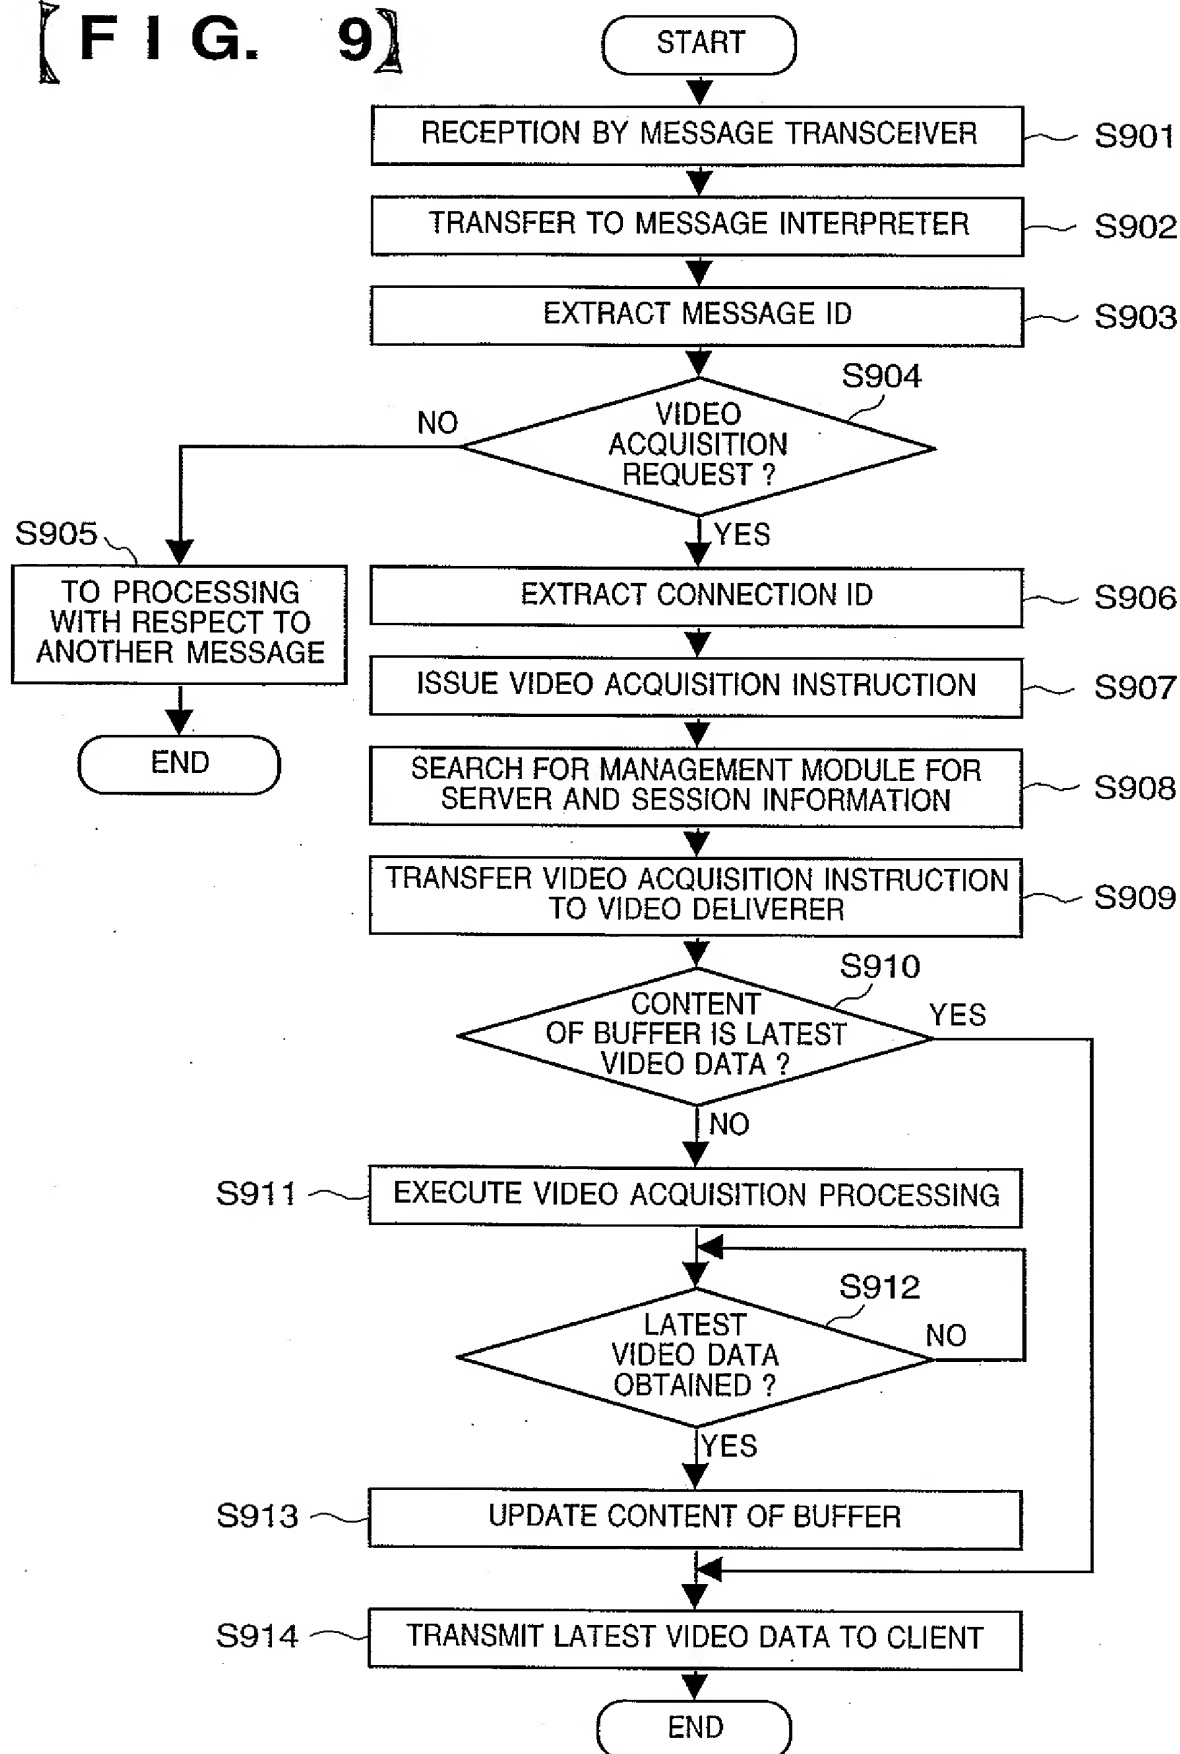 [FIG. 9]
START
RECEPTION BY MESSAGE TRANSCEIVER
S901
TRANSFER TO MESSAGE INTERPRETER
S902
EXTRACT MESSAGE ID
S903
S904
VIDEO
ACQUISITION
REQUEST ?
NO
YES
S905
TO PROCESSING
WITH RESPECT TO
ANOTHER MESSAGE
END
EXTRACT CONNECTION ID
S906
ISSUE VIDEO ACQUISITION INSTRUCTION
S907
SEARCH FOR MANAGEMENT MODULE FOR
SERVER AND SESSION INFORMATION
S908
TRANSFER VIDEO ACQUISITION INSTRUCTION
TO VIDEO DELIVERER
S909
S910
CONTENT
OF BUFFER IS LATEST
VIDEO DATA ?
YES
NO
S911
EXECUTE VIDEO ACQUISITION PROCESSING
S912
LATEST
VIDEO DATA
OBTAINED ?
NO
YES
S913
UPDATE CONTENT OF BUFFER
S914
TRANSMIT LATEST VIDEO DATA TO CLIENT
END